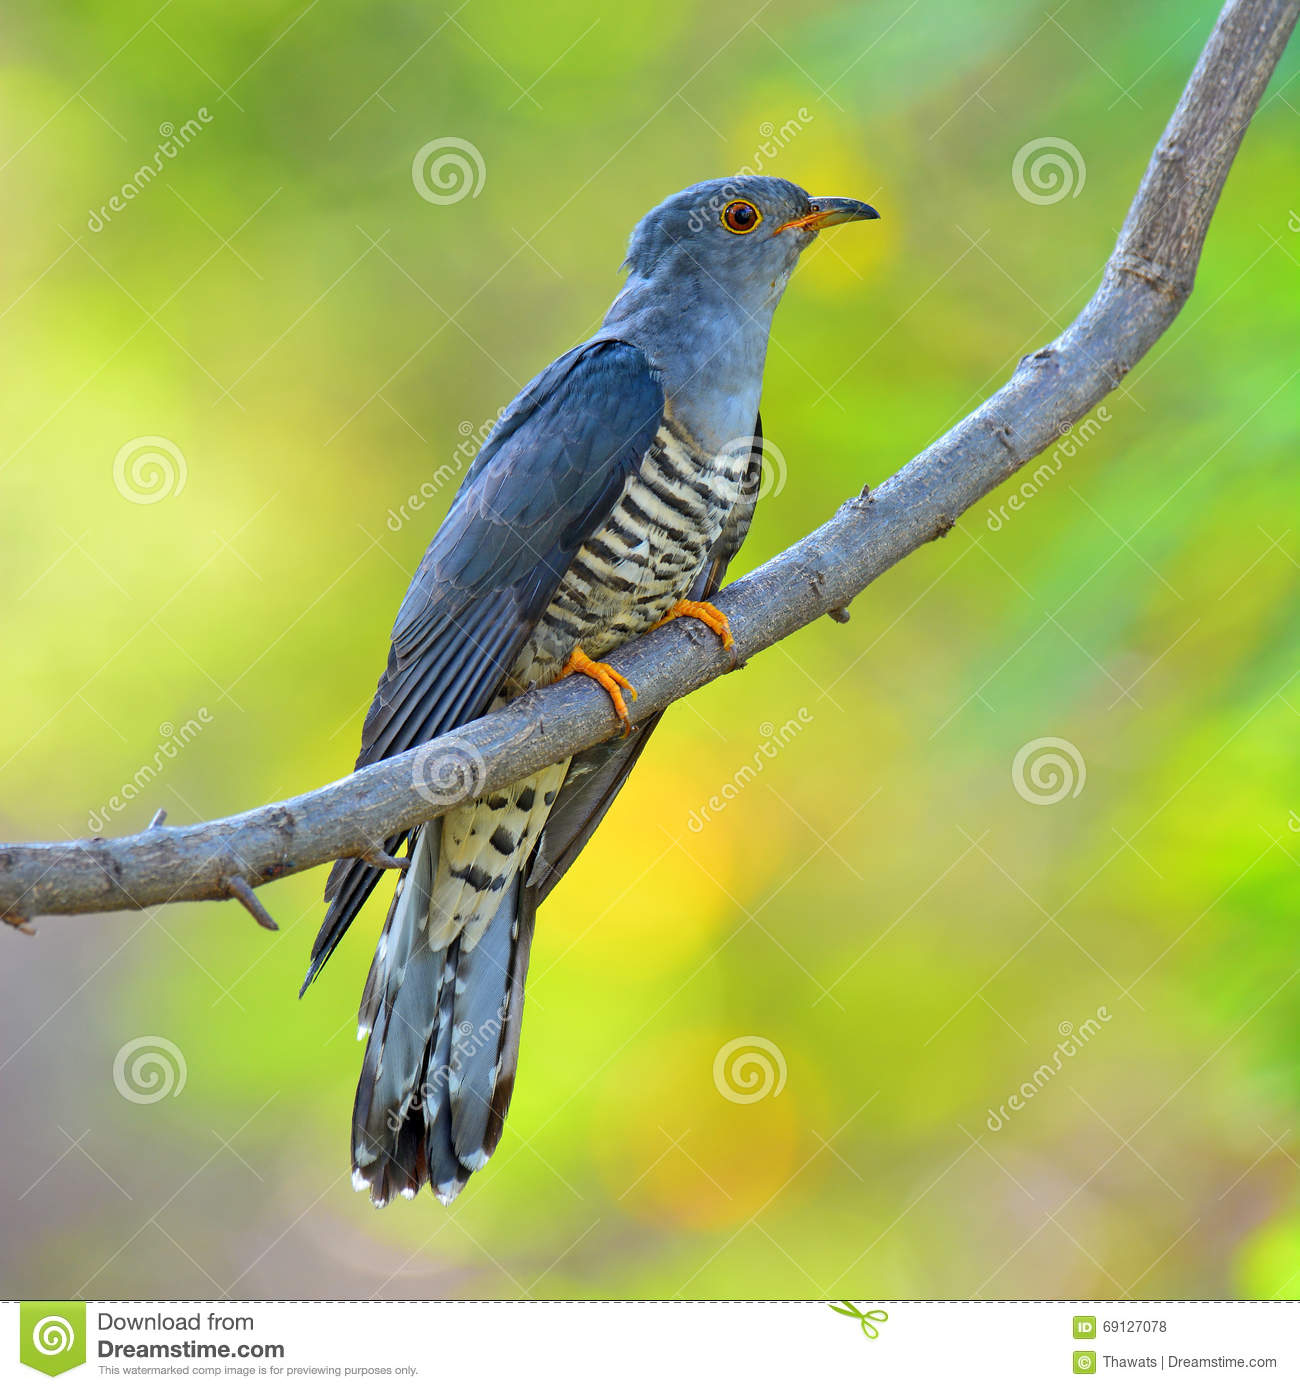 dreamstime.
dreamstime.
dreamstime.
dreamstime.
dreamstime.
dreamstime.
dreamstime.
dreamstime.
Download from
Dreamstime.com
This watermarked comp image is for previewing purposes only.
ID 69127078
© Thawats | Dreamstime.com